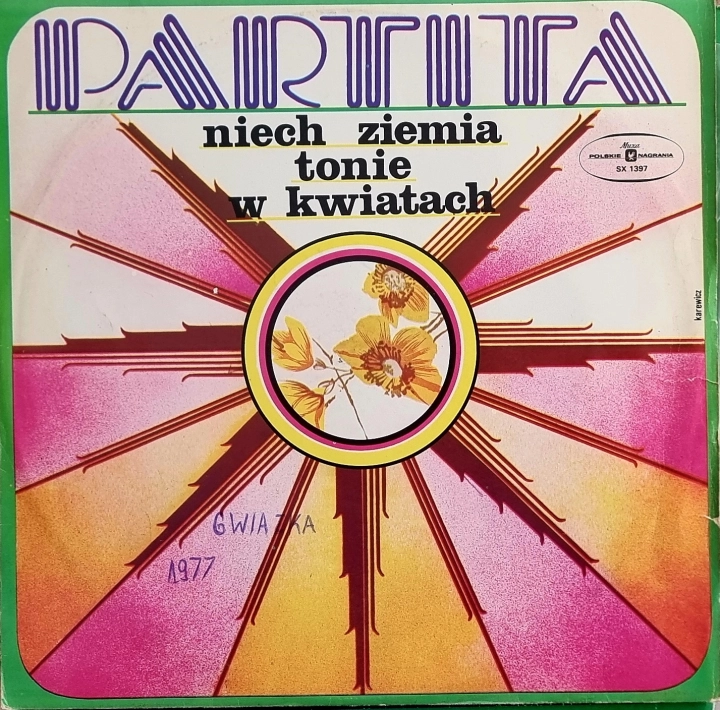 PARTITA
niech ziemia
tonie
w kwiatach
Muza
POLSKIE NAGRANIA
SX 1397
karewicz
GWIAZKA
1977